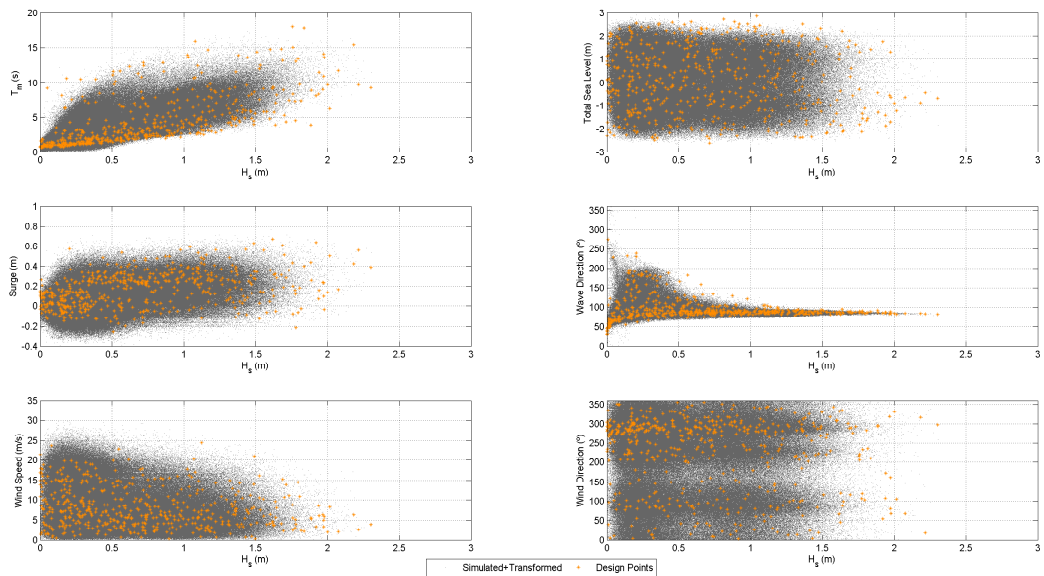 20
15
10
5
0
T_m (s)
0 0.5 1 1.5 2 2.5 3
H_s (m)
3
2
1
0
-1
-2
-3
Total Sea Level (m)
0 0.5 1 1.5 2 2.5 3
H_s (m)
1
0.8
0.6
0.4
0.2
0
-0.2
-0.4
Surge (m)
0 0.5 1 1.5 2 2.5 3
H_s (m)
350
300
250
200
150
100
50
0
Wave Direction (º)
0 0.5 1 1.5 2 2.5 3
H_s (m)
35
30
25
20
15
10
5
0
Wind Speed (m/s)
0 0.5 1 1.5 2 2.5 3
H_s (m)
350
300
250
200
150
100
50
0
Wind Direction (º)
0 0.5 1 1.5 2 2.5 3
H_s (m)
Simulated+Transformed Design Points